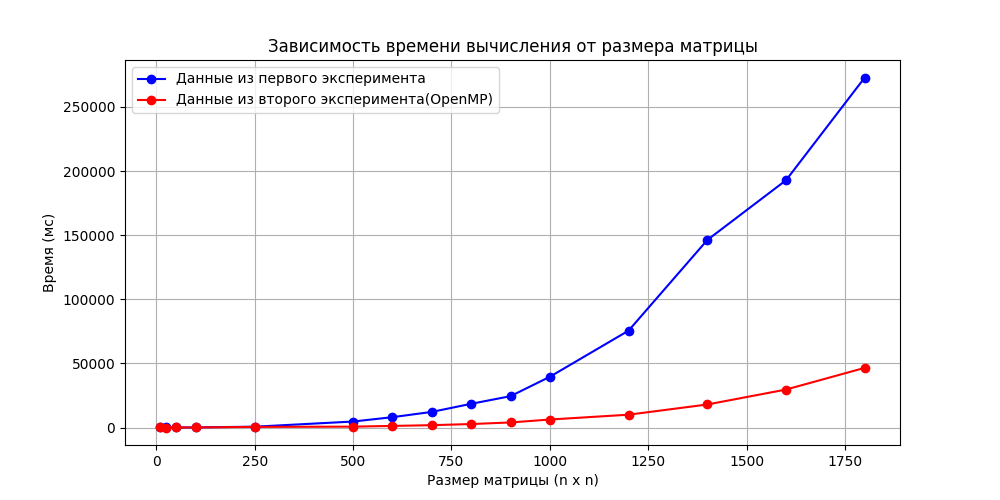 Зависимость времени вычисления от размера матрицы
Данные из первого эксперимента
Данные из второго эксперимента(OpenMP)
Время (мс)
250000
200000
150000
100000
50000
0
0 250 500 750 1000 1250 1500 1750
Размер матрицы (n x n)